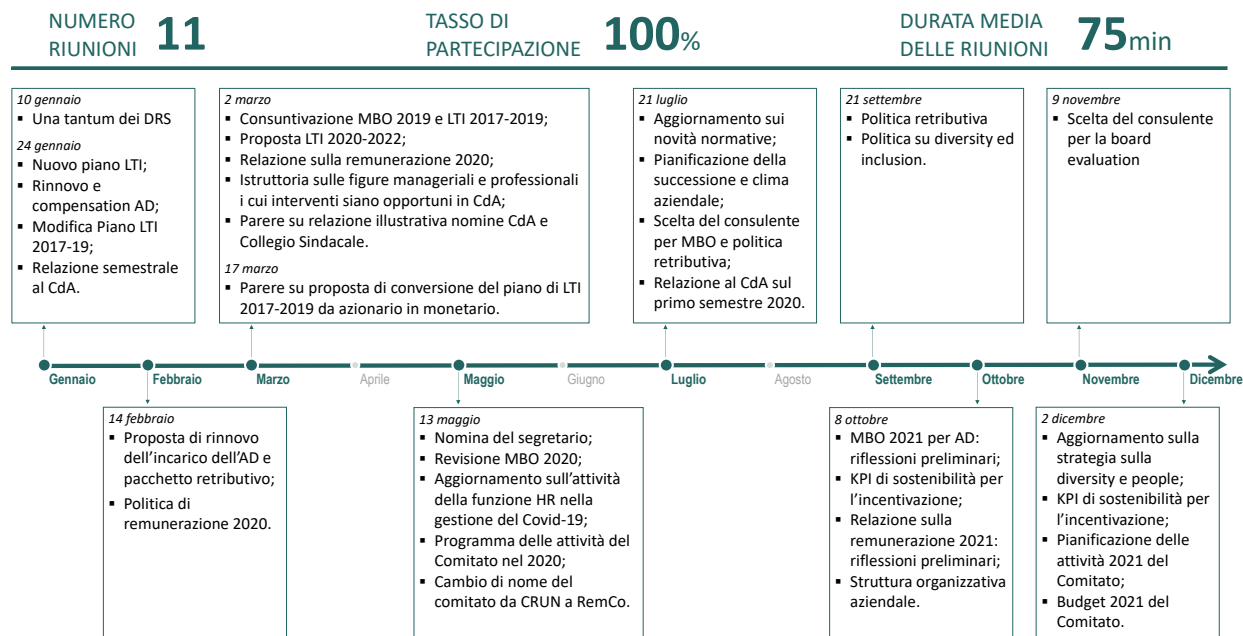 NUMERO
RIUNIONI 11
TASSO DI
PARTECIPAZIONE 100%
DURATA MEDIA
DELLE RIUNIONI 75min
10 gennaio
▪ Una tantum dei DRS
24 gennaio
▪ Nuovo piano LTI;
▪ Rinnovo e
compensation AD;
▪ Modifica Piano LTI
2017-19;
▪ Relazione semestrale
al CdA.
2 marzo
▪ Consuntivazione MBO 2019 e LTI 2017-2019;
▪ Proposta LTI 2020-2022;
▪ Relazione sulla remunerazione 2020;
▪ Istruttoria sulle figure manageriali e professionali
i cui interventi siano opportuni in CdA;
▪ Parere su relazione illustrativa nomine CdA e
Collegio Sindacale.
17 marzo
▪ Parere su proposta di conversione del piano di LTI
2017-2019 da azionario in monetario.
21 luglio
▪ Aggiornamento sui
novità normative;
▪ Pianificazione della
successione e clima
aziendale;
▪ Scelta del consulente
per MBO e politica
retributiva;
▪ Relazione al CdA sul
primo semestre 2020.
21 settembre
▪ Politica retributiva
▪ Politica su diversity ed
inclusion.
9 novembre
▪ Scelta del consulente
per la board
evaluation
Gennaio
Febbraio
Marzo
Aprile
Maggio
Giugno
Luglio
Agosto
Settembre
Ottobre
Novembre
Dicembre
14 febbraio
▪ Proposta di rinnovo
dell’incarico dell’AD e
pacchetto retributivo;
▪ Politica di
remunerazione 2020.
13 maggio
▪ Nomina del segretario;
▪ Revisione MBO 2020;
▪ Aggiornamento sull’attività
della funzione HR nella
gestione del Covid-19;
▪ Programma delle attività del
Comitato nel 2020;
▪ Cambio di nome del
comitato da CRUN a RemCo.
8 ottobre
▪ MBO 2021 per AD:
riflessioni preliminari;
▪ KPI di sostenibilità per
l’incentivazione;
▪ Relazione sulla
remunerazione 2021:
riflessioni preliminari;
▪ Struttura organizzativa
aziendale.
2 dicembre
▪ Aggiornamento sulla
strategia sulla
diversity e people;
▪ KPI di sostenibilità per
l’incentivazione;
▪ Pianificazione delle
attività 2021 del
Comitato;
▪ Budget 2021 del
Comitato.